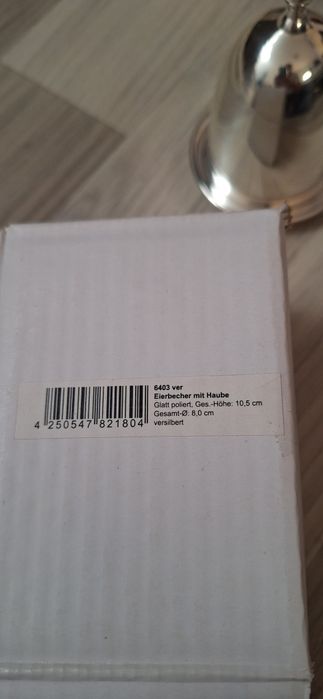 6403 ver
Eierbecher mit Haube
Glatt poliert, Ges.-Höhe: 10,5 cm
Gesamt-Ø: 8,0 cm
versilbert
4 250547 821804